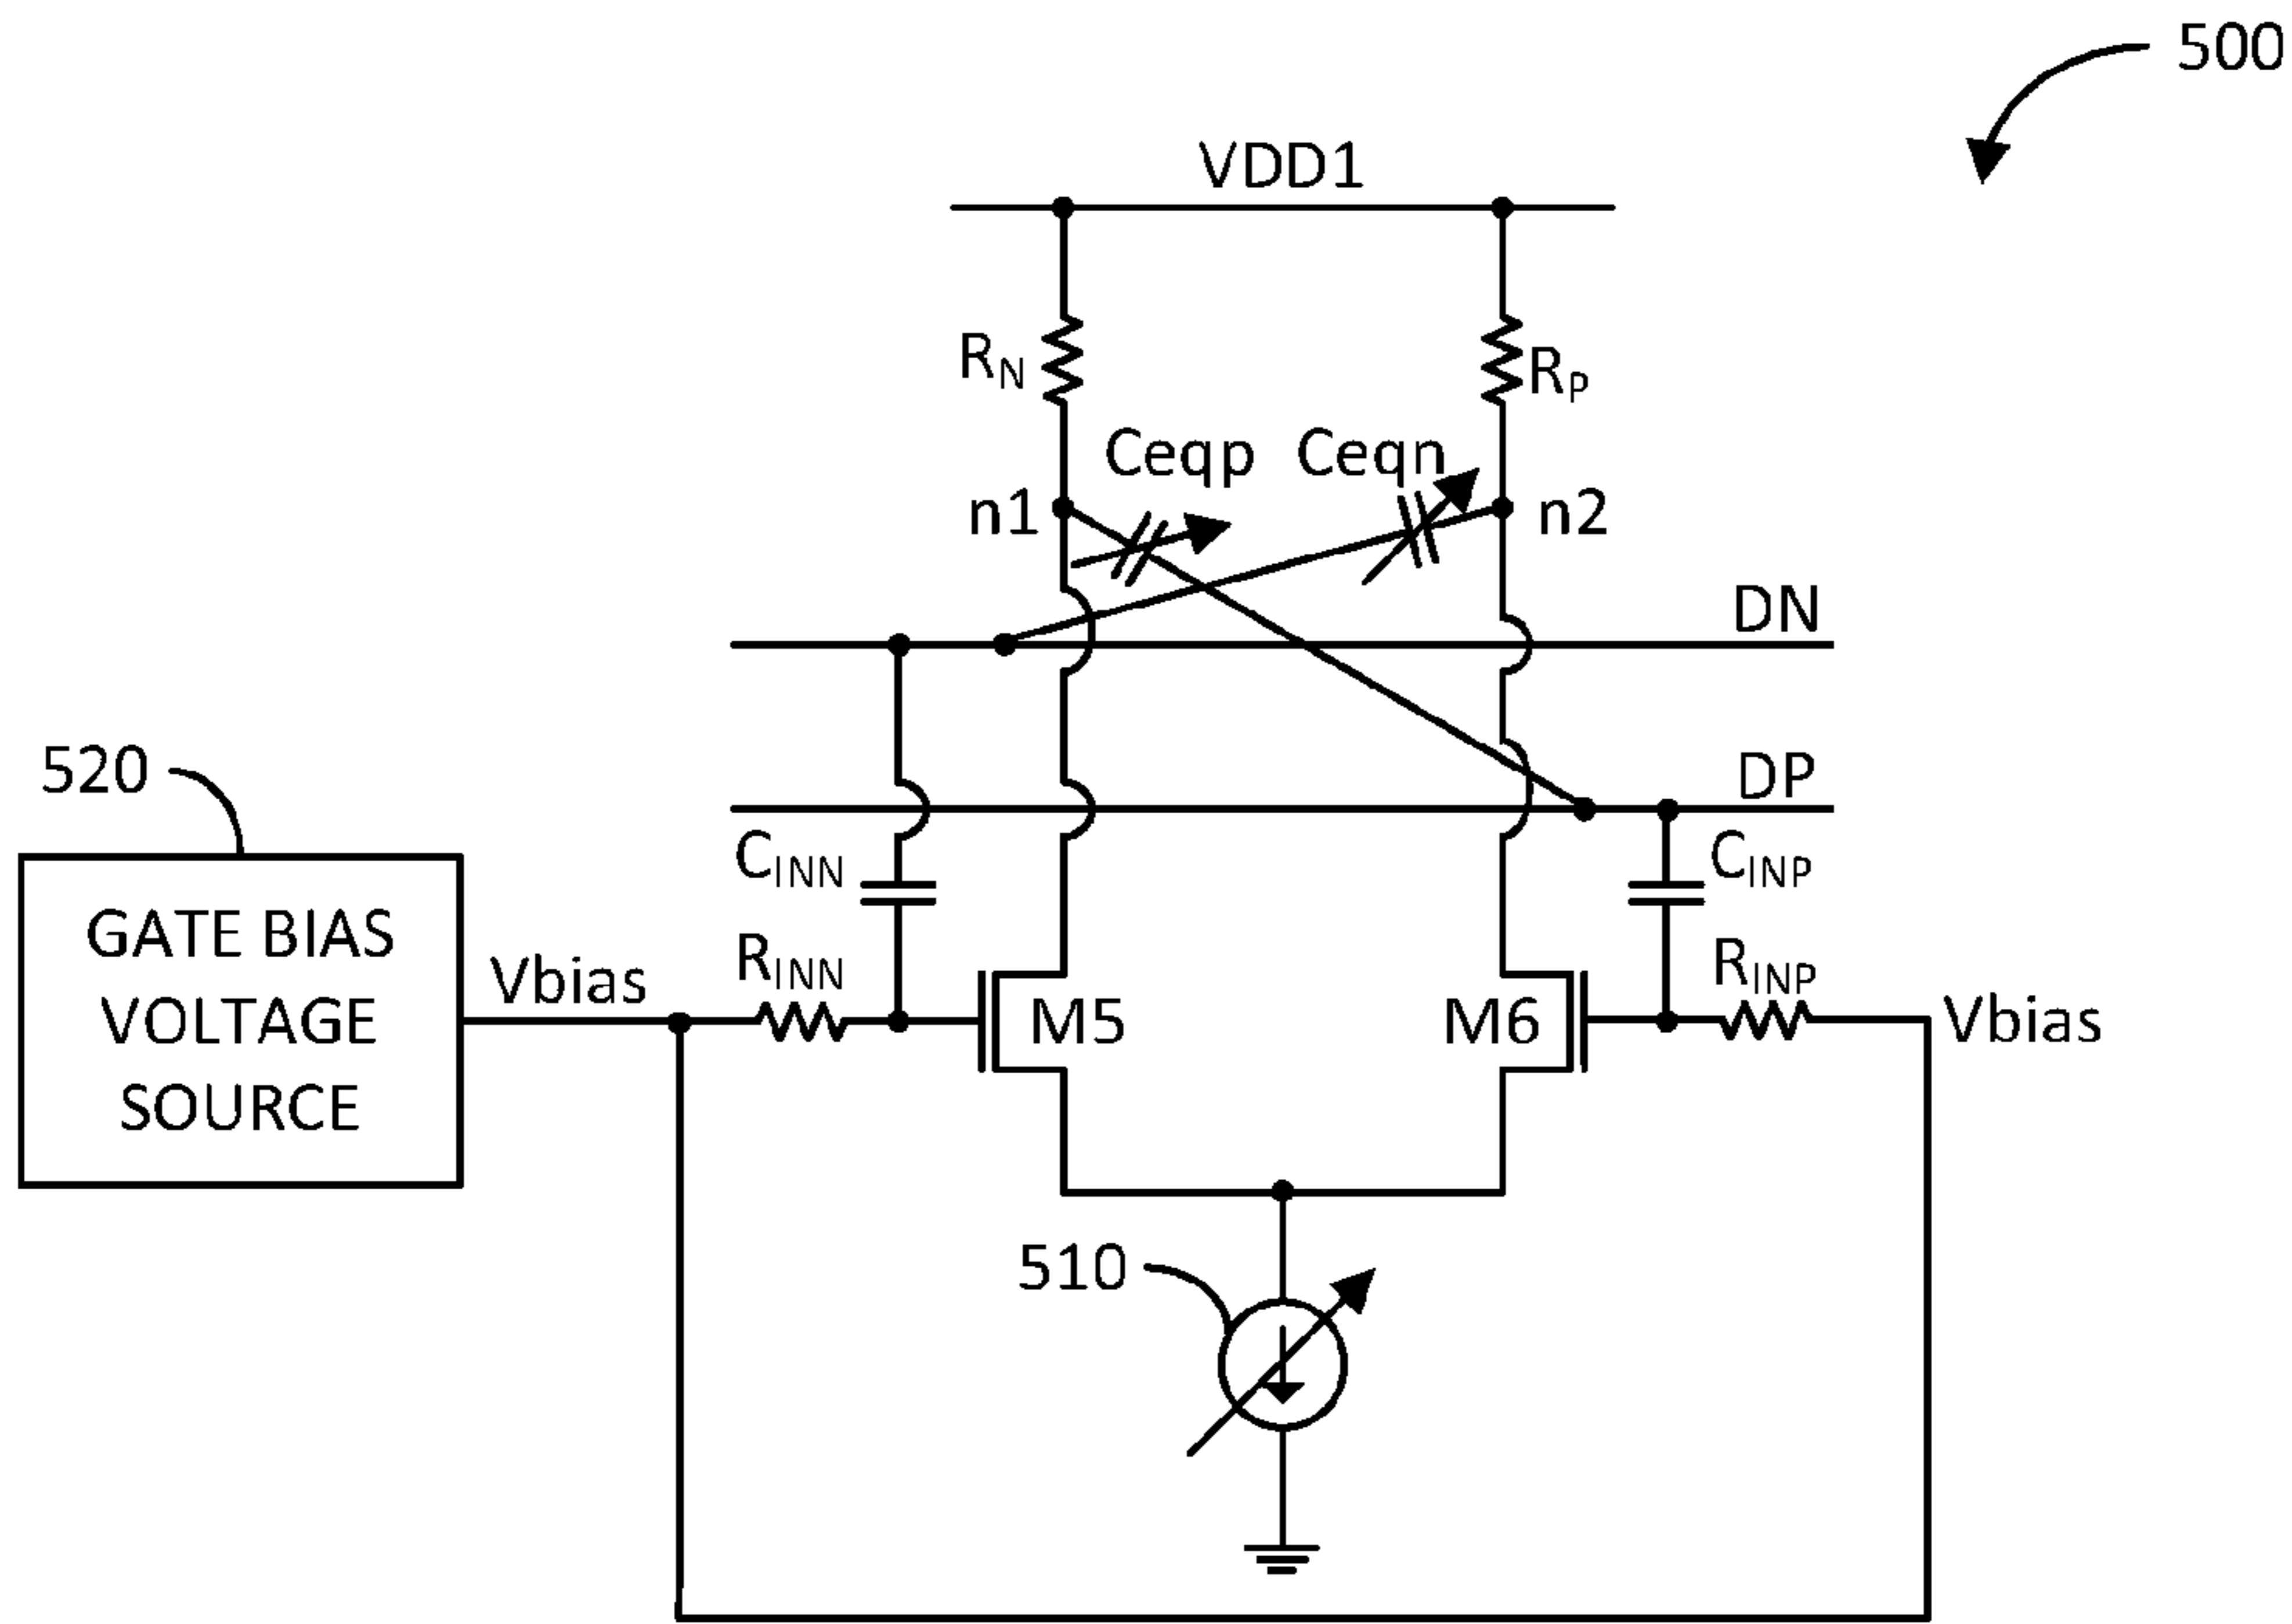 500
VDD1
RN
RP
Ceqp
Ceqn
n1
n2
DN
520
DP
CINN
CINP
GATE BIAS
VOLTAGE
SOURCE
Vbias
RINN
M5
M6
RINP
Vbias
510